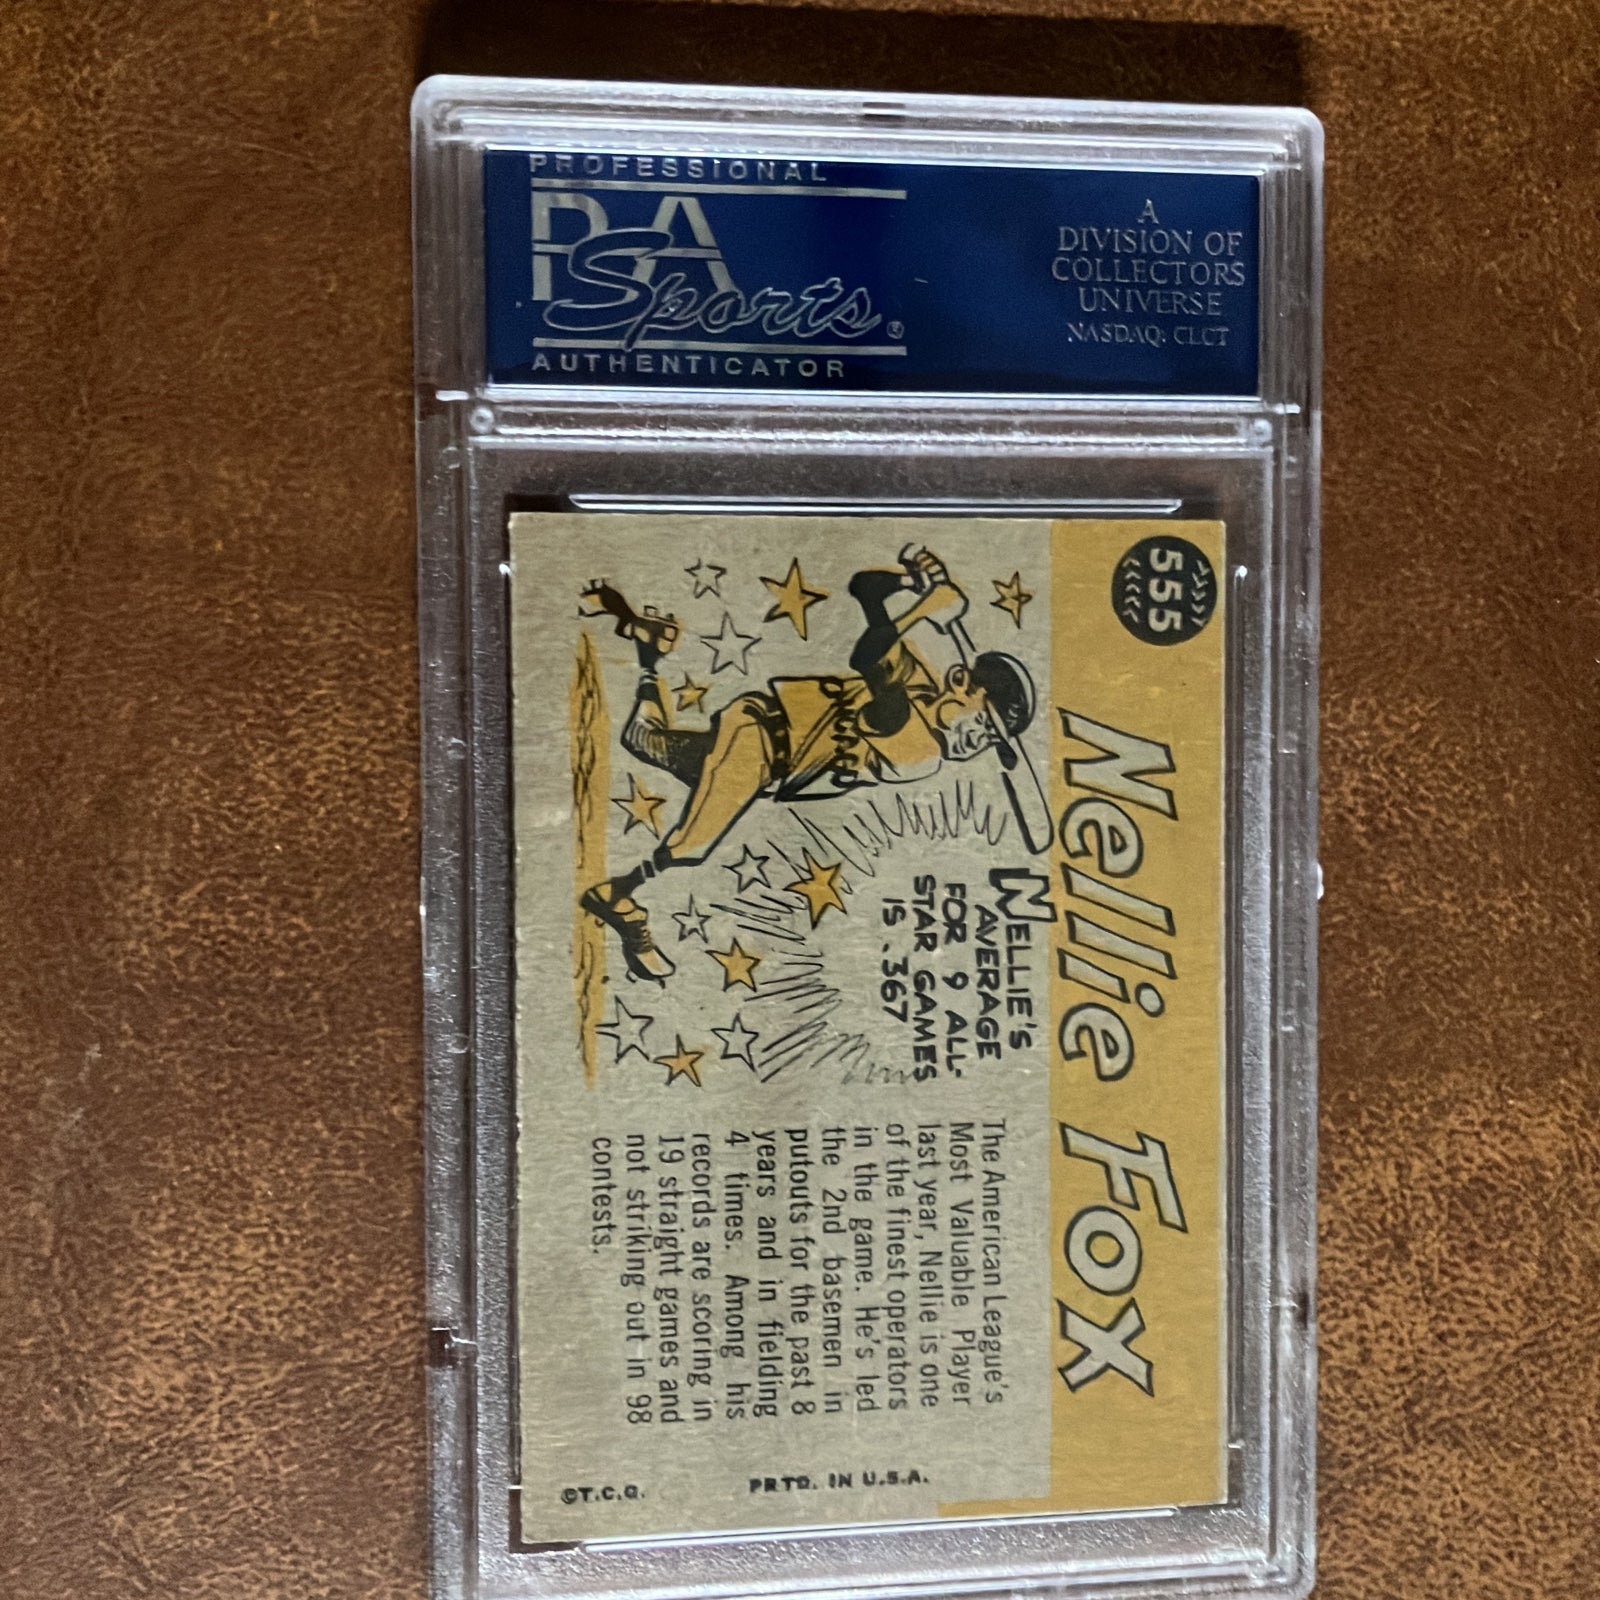 PROFESSIONAL
PSA
Sports®
AUTHENTICATOR
A
DIVISION OF
COLLECTORS
UNIVERSE
NASDAQ: CLCT
555
Nellie Fox
NELLIE'S
AVERAGE
FOR 9 ALL-
STAR GAMES
IS .367
CHICAGO
The American League's
Most Valuable Player
last year, Nellie is one
of the finest operators
in the game. He's led
the 2nd basemen in
putouts for the past 8
years and in fielding
4 times. Among his
records are scoring in
19 straight games and
not striking out in 98
contests.
©T.C.G.
PRTD. IN U.S.A.